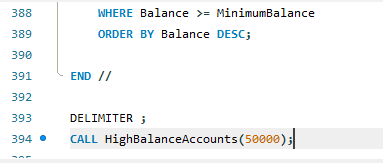 388 WHERE Balance >= MinimumBalance
389 ORDER BY Balance DESC;
390
391 END //
392
393 DELIMITER ;
394 CALL HighBalanceAccounts(50000);